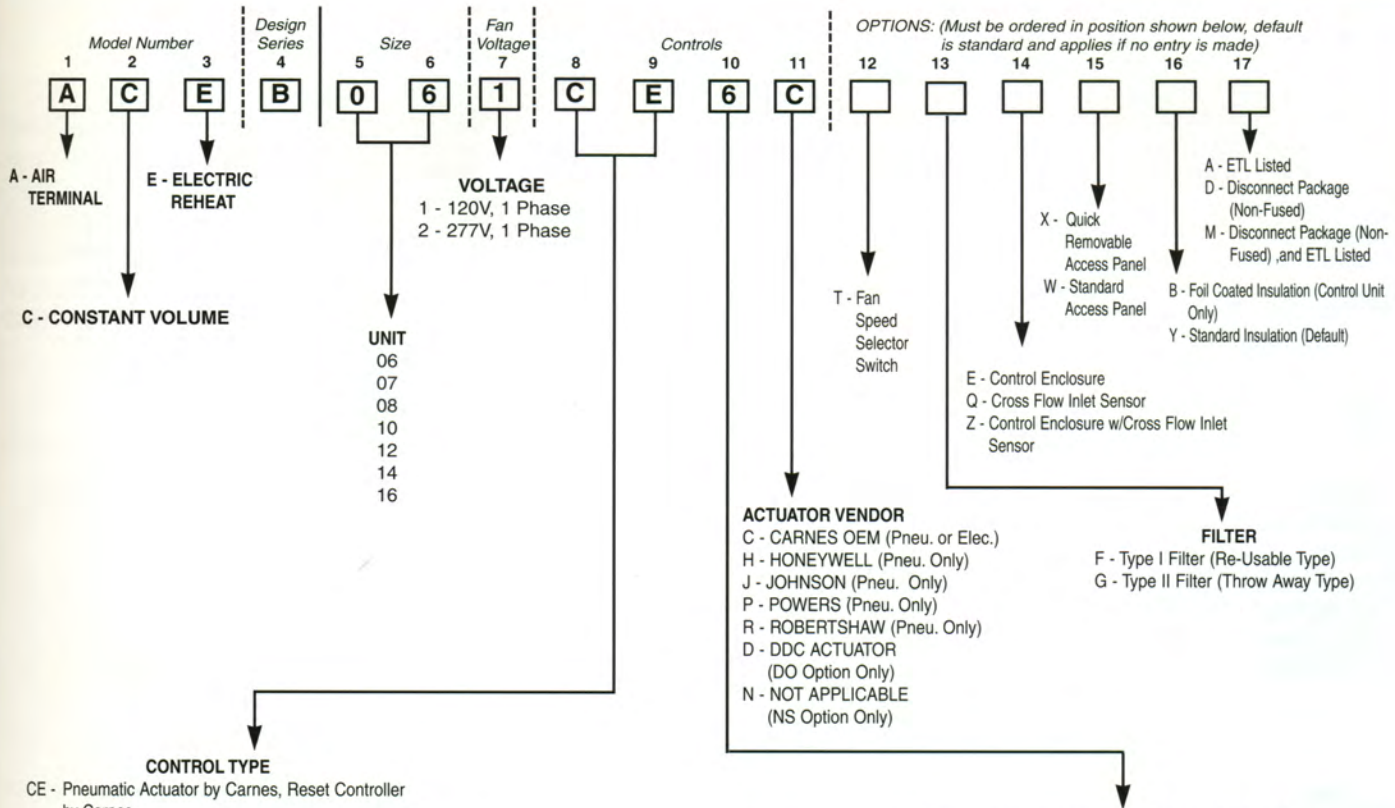 Model Number
Design
Series
Size
Fan
Voltage
Controls
OPTIONS: (Must be ordered in position shown below, default
is standard and applies if no entry is made)
1 2 3 4 5 6 7 8 9 10 11 12 13 14 15 16 17
A C E B 0 6 1 C E 6 C
A - AIR
TERMINAL
E - ELECTRIC
REHEAT
C - CONSTANT VOLUME
UNIT
06
07
08
10
12
14
16
VOLTAGE
1 - 120V, 1 Phase
2 - 277V, 1 Phase
T - Fan
Speed
Selector
Switch
X - Quick
Removable
Access Panel
W - Standard
Access Panel
A - ETL Listed
D - Disconnect Package
(Non-Fused)
M - Disconnect Package (Non-
Fused) ,and ETL Listed
B - Foil Coated Insulation (Control Unit
Only)
Y - Standard Insulation (Default)
E - Control Enclosure
Q - Cross Flow Inlet Sensor
Z - Control Enclosure w/Cross Flow Inlet
Sensor
ACTUATOR VENDOR
C - CARNES OEM (Pneu. or Elec.)
H - HONEYWELL (Pneu. Only)
J - JOHNSON (Pneu. Only)
P - POWERS (Pneu. Only)
R - ROBERTSHAW (Pneu. Only)
D - DDC ACTUATOR
(DO Option Only)
N - NOT APPLICABLE
(NS Option Only)
FILTER
F - Type I Filter (Re-Usable Type)
G - Type II Filter (Throw Away Type)
CONTROL TYPE
CE - Pneumatic Actuator by Carnes, Reset Controller